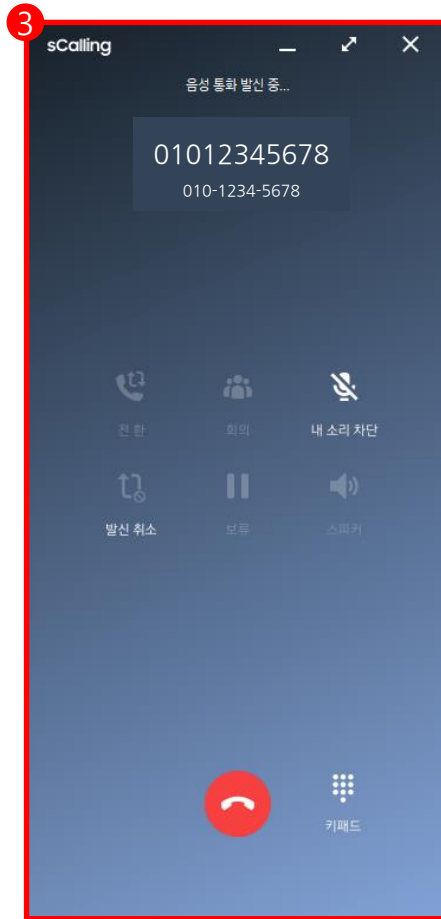 3
sCalling
음성 통화 발신 중...
01012345678
010-1234-5678
전환 회의 내 소리 차단
발신 취소 보류 스피커
키패드